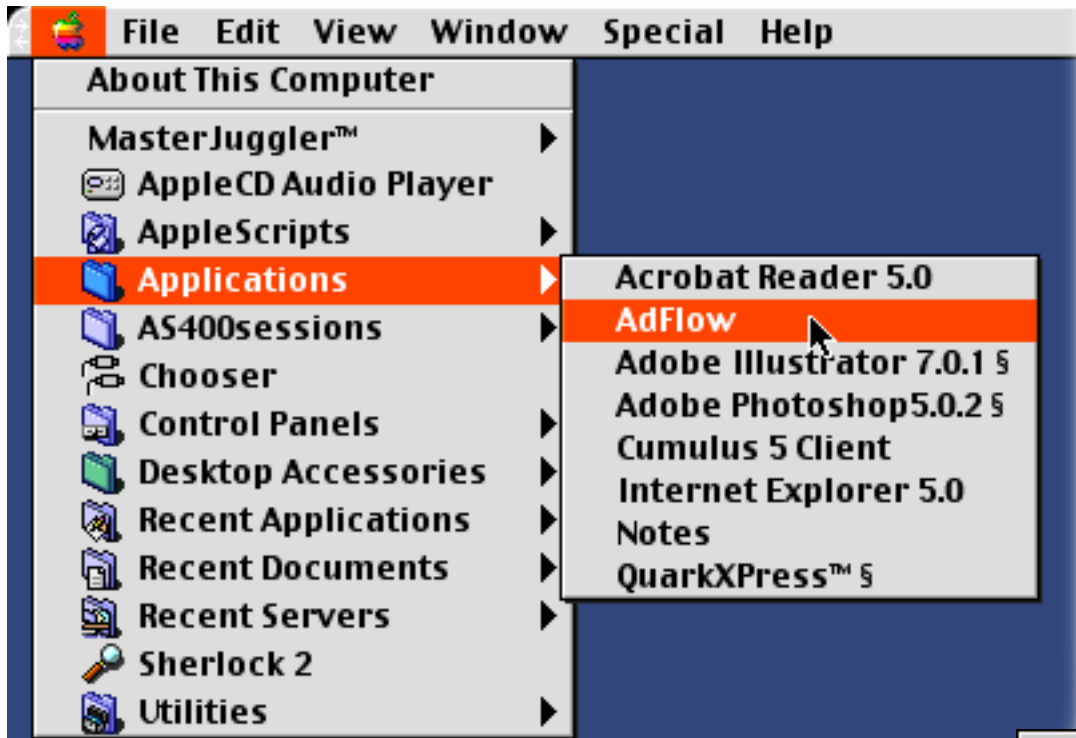 File Edit View Window Special Help
About This Computer
MasterJuggler™
AppleCD Audio Player
AppleScripts
Applications
AS400sessions
Chooser
Control Panels
Desktop Accessories
Recent Applications
Recent Documents
Recent Servers
Sherlock 2
Utilities
Acrobat Reader 5.0
AdFlow
Adobe Illustrator 7.0.1 §
Adobe Photoshop5.0.2 §
Cumulus 5 Client
Internet Explorer 5.0
Notes
QuarkXPress™ §